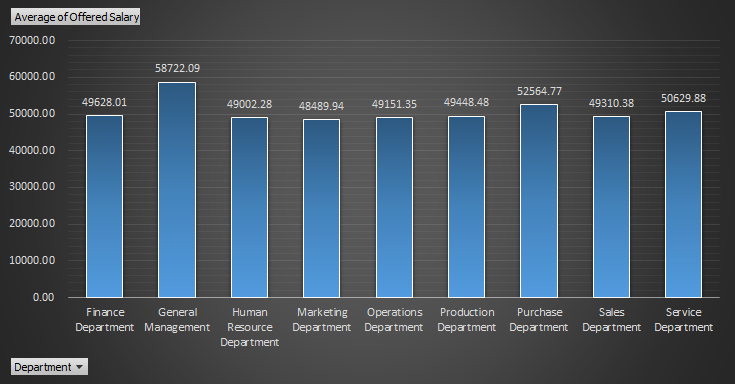 Average of Offered Salary
70000.00
60000.00
50000.00
40000.00
30000.00
20000.00
10000.00
0.00
49628.01
58722.09
49002.28
48489.94
49151.35
49448.48
52564.77
49310.38
50629.88
Finance
Department
General
Management
Human
Resource
Department
Marketing
Department
Operations
Department
Production
Department
Purchase
Department
Sales
Department
Service
Department
Department